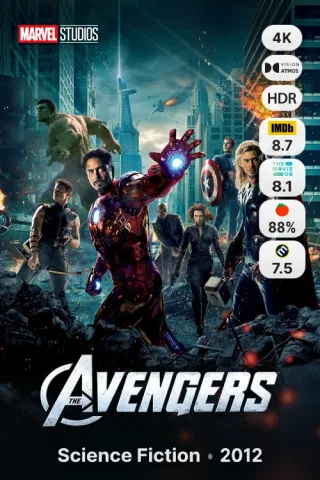 MARVEL STUDIOS
4K
VISION
ATMOS
HDR
IMDb
8.7
THE
MOVIE
DB
8.1
88%
7.5
THE AVENGERS
Science Fiction • 2012